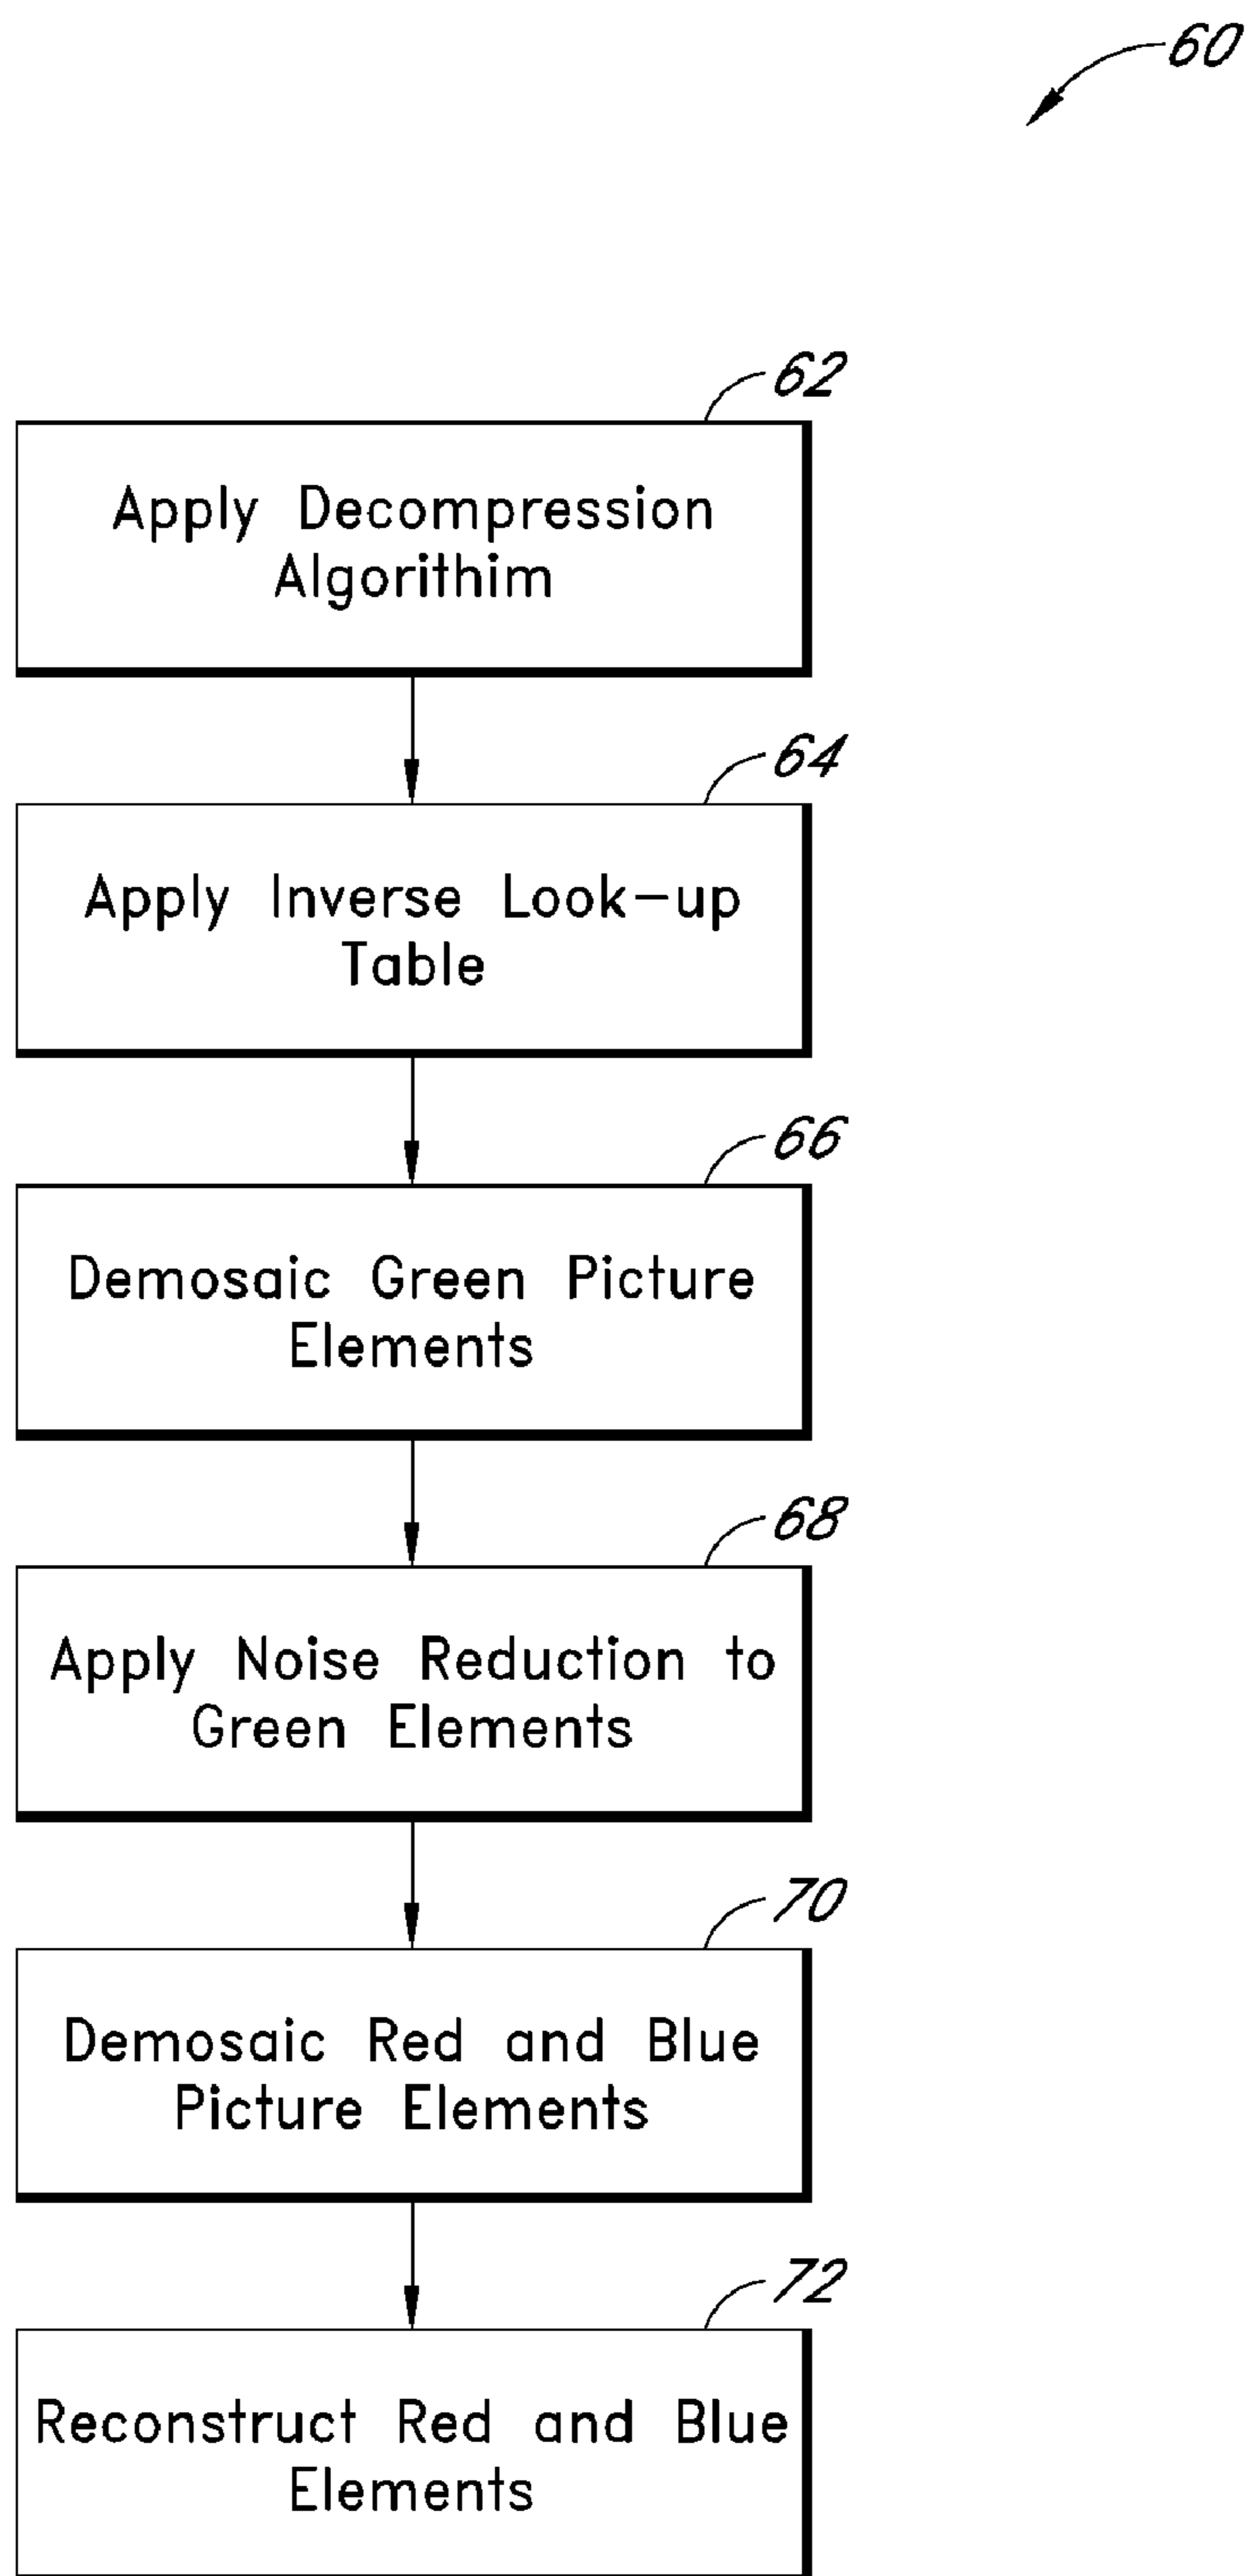 60
62
Apply Decompression
Algorithim
64
Apply Inverse Look-up
Table
66
Demosaic Green Picture
Elements
68
Apply Noise Reduction to
Green Elements
70
Demosaic Red and Blue
Picture Elements
72
Reconstruct Red and Blue
Elements